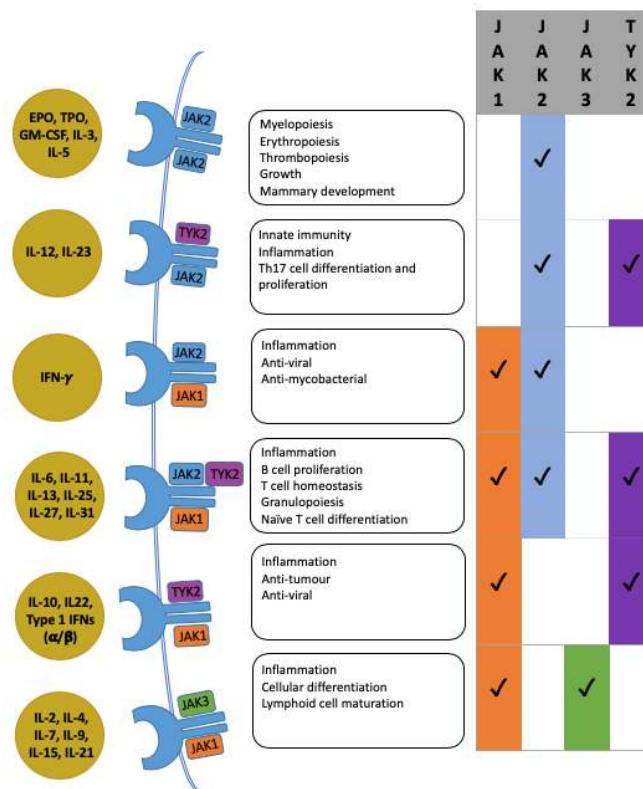 JAK1
JAK2
JAK3
TYK2
EPO, TPO,
GM-CSF, IL-3,
IL-5
JAK2
JAK2
Myelopoiesis
Erythropoiesis
Thrombopoiesis
Growth
Mammary development
✓
IL-12, IL-23
TYK2
JAK2
Innate immunity
Inflammation
Th17 cell differentiation and
proliferation
✓ ✓
IFN-γ
JAK2
JAK1
Inflammation
Anti-viral
Anti-mycobacterial
✓ ✓
IL-6, IL-11,
IL-13, IL-25,
IL-27, IL-31
JAK2 TYK2
JAK1
Inflammation
B cell proliferation
T cell homeostasis
Granulopoiesis
Naïve T cell differentiation
✓ ✓ ✓
IL-10, IL22,
Type 1 IFNs
(α/β)
TYK2
JAK1
Inflammation
Anti-tumour
Anti-viral
✓ ✓
IL-2, IL-4,
IL-7, IL-9,
IL-15, IL-21
JAK3
JAK1
Inflammation
Cellular differentiation
Lymphoid cell maturation
✓ ✓